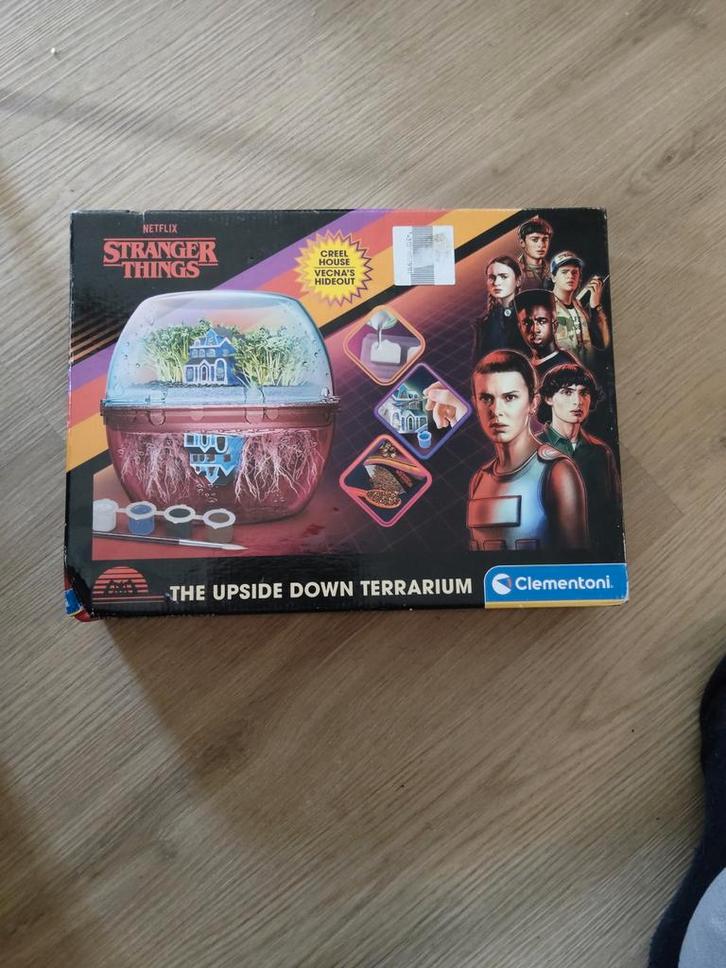 NETFLIX
STRANGER
THINGS
CREEL
HOUSE
VECNA'S
HIDEOUT
THE UPSIDE DOWN TERRARIUM
Clementoni.